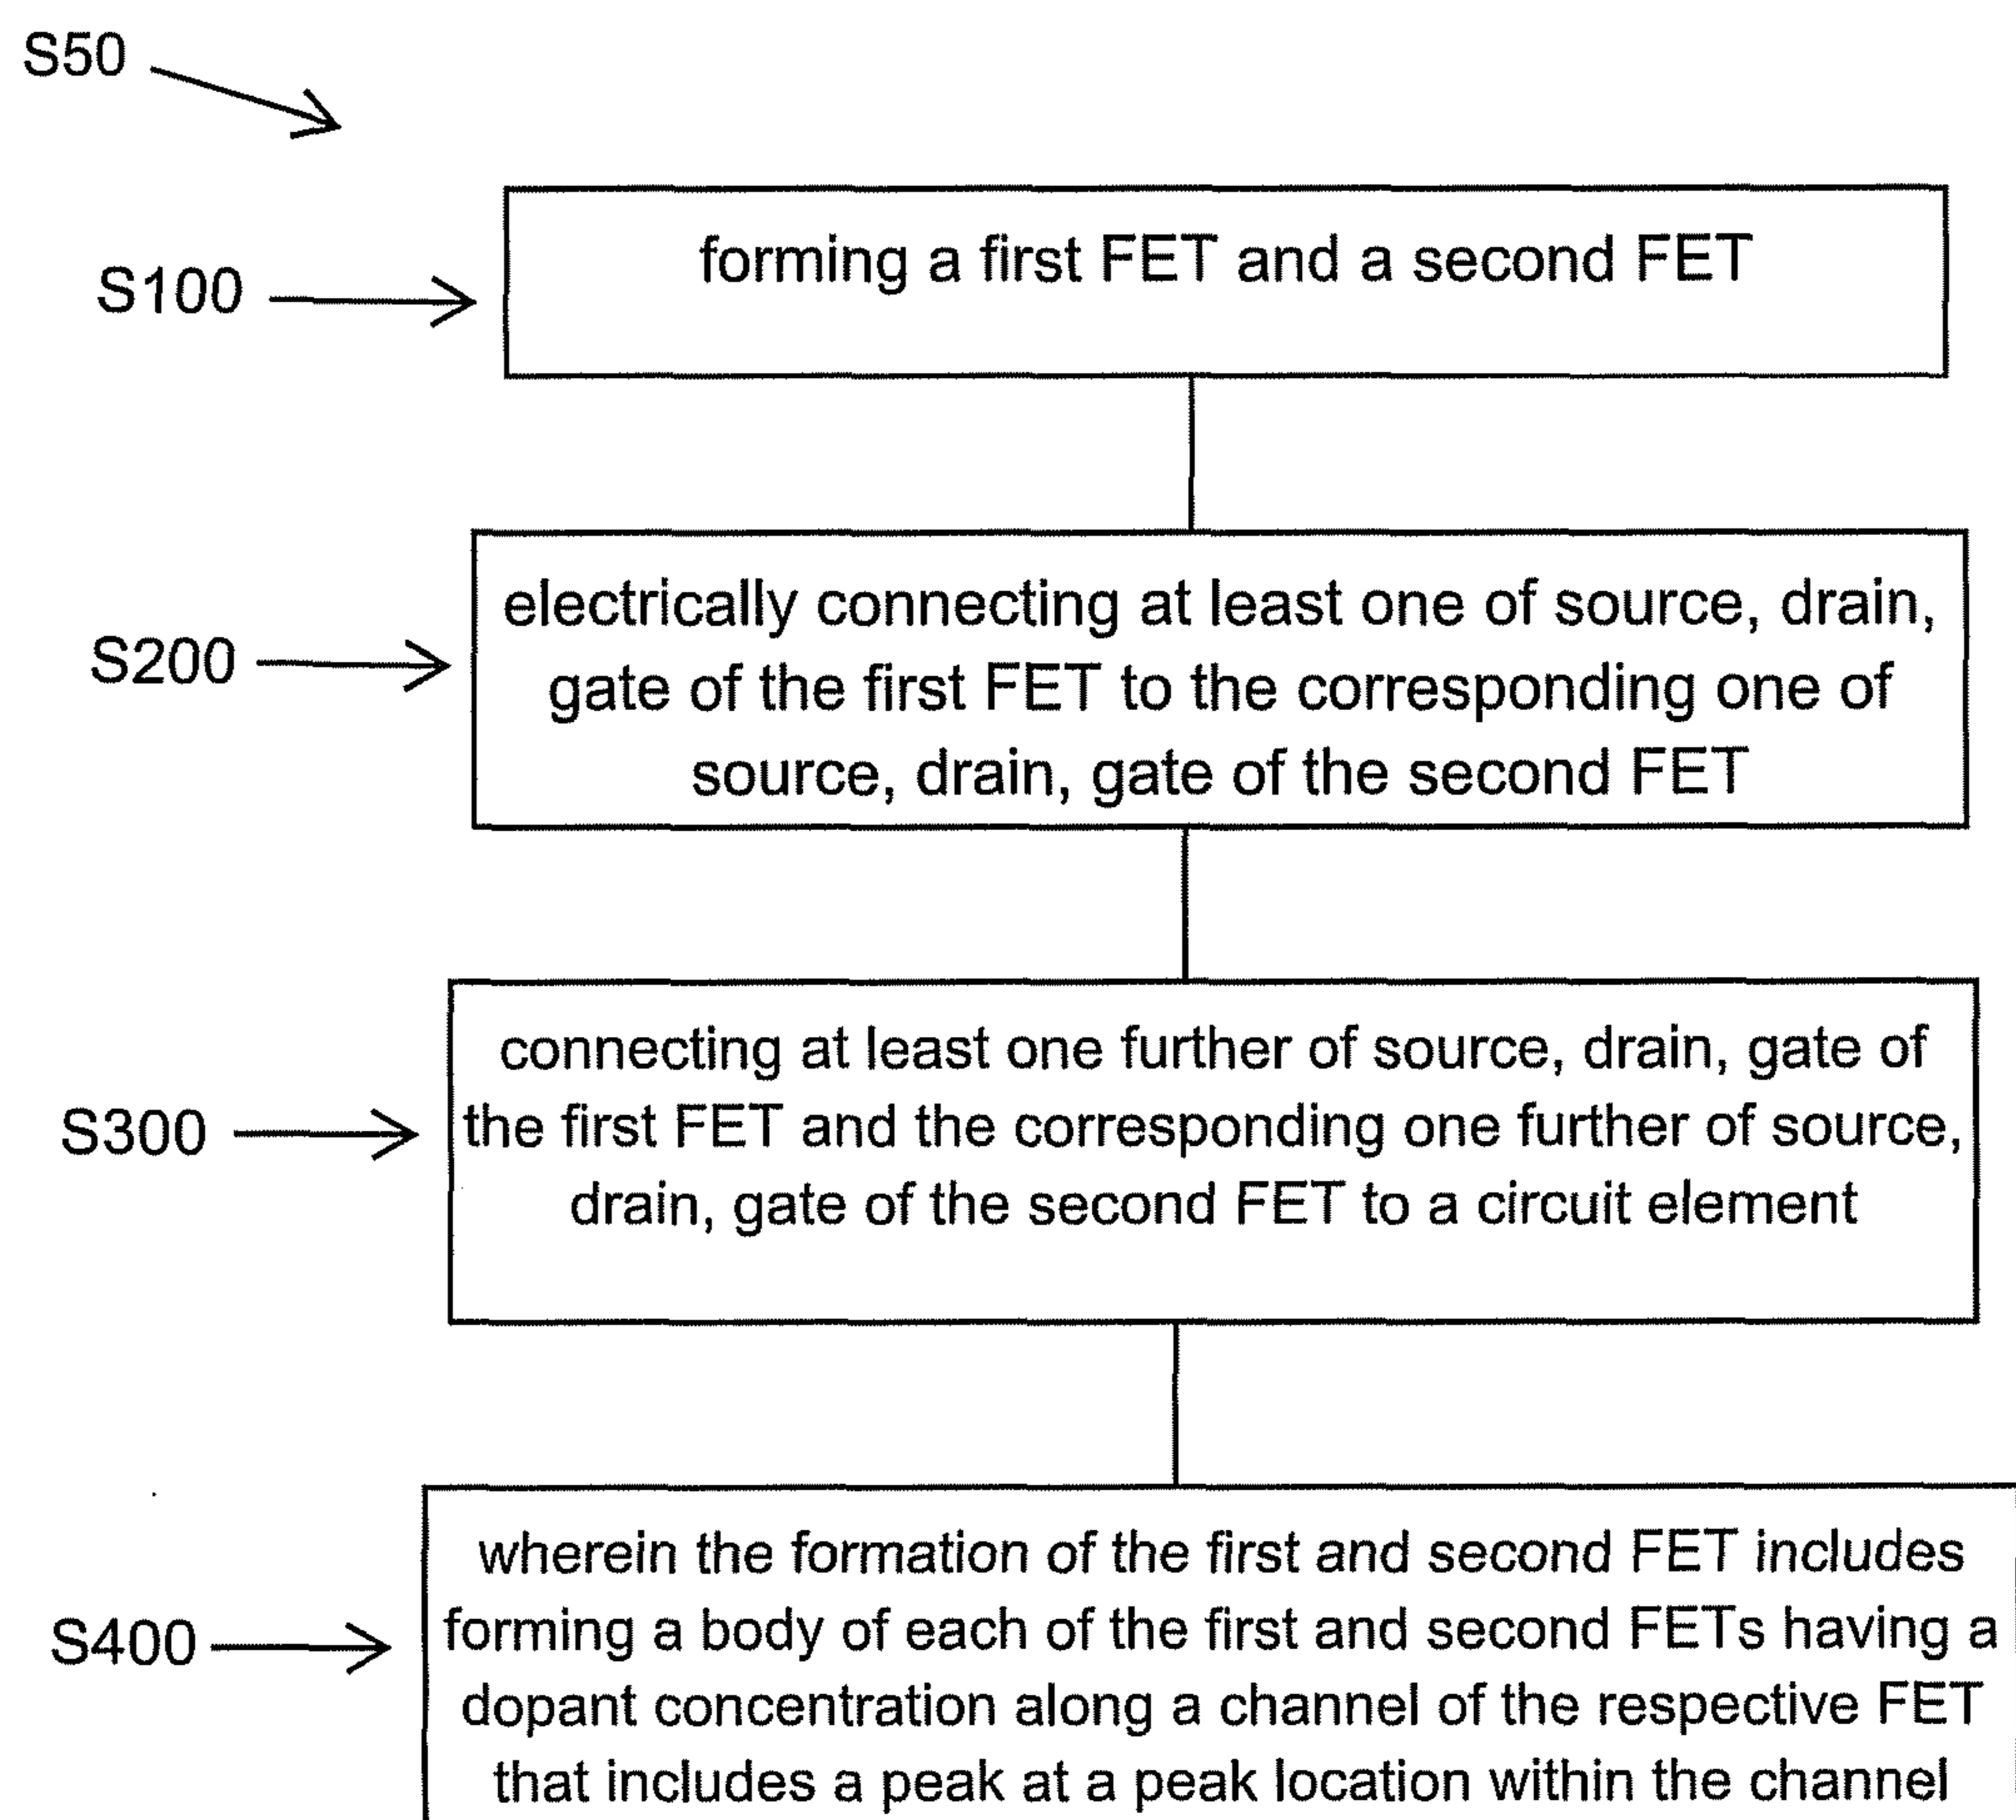 S50
S100
forming a first FET and a second FET
S200
electrically connecting at least one of source, drain,
gate of the first FET to the corresponding one of
source, drain, gate of the second FET
S300
connecting at least one further of source, drain, gate of
the first FET and the corresponding one further of source,
drain, gate of the second FET to a circuit element
S400
wherein the formation of the first and second FET includes
forming a body of each of the first and second FETs having a
dopant concentration along a channel of the respective FET
that includes a peak at a peak location within the channel